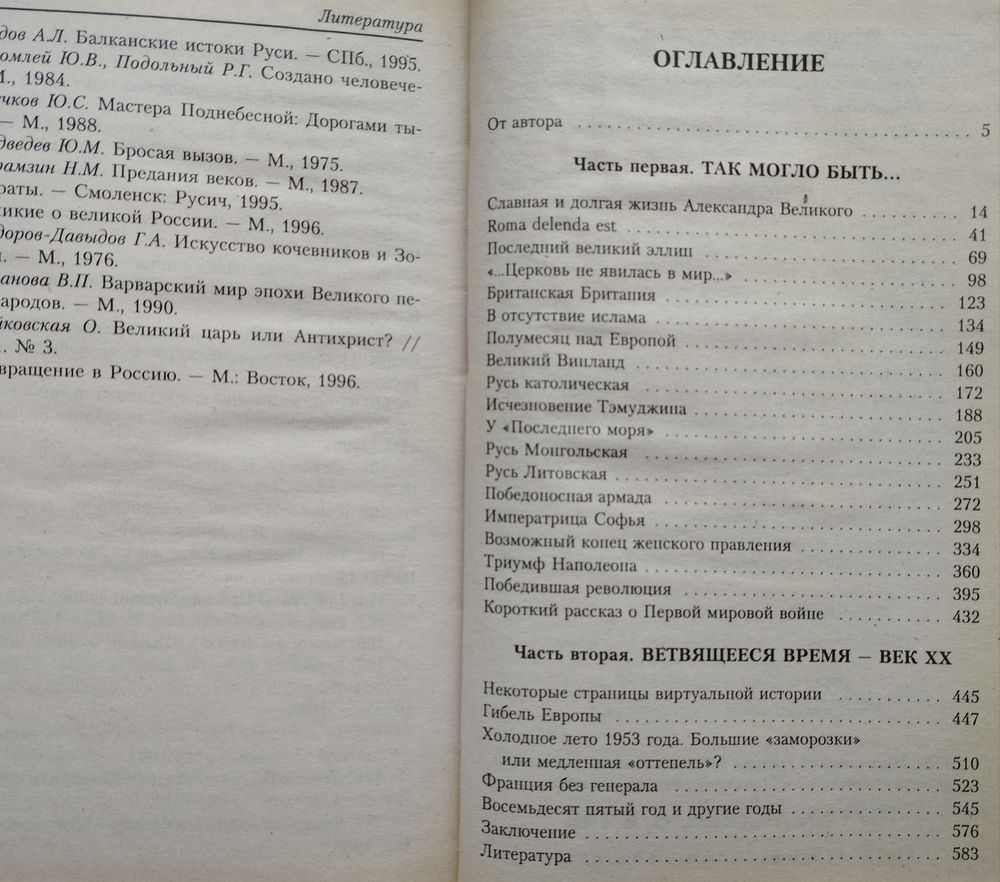 Литература
дов А.Л. Балканские истоки Руси. — СПб., 1995.
омлей Ю.В., Подольный Р.Г. Создано человече-
М., 1984.
чков Ю.С. Мастера Поднебесной: Дорогами ты-
— М., 1988.
дведев Ю.М. Бросая вызов. — М., 1975.
рамзин Н.М. Предания веков. — М., 1987.
раты. — Смоленск: Русич, 1995.
ликие о великой России. — М., 1996.
доров-Давыдов Г.А. Искусство кочевников и Зо-
. — М., 1976.
анова В.П. Варварский мир эпохи Великого пе-
ародов. — М., 1990.
йковская О. Великий царь или Антихрист? //
. № 3.
вращение в Россию. — М.: Восток, 1996.
ОГЛАВЛЕНИЕ
От автора .......... 5
Часть первая. ТАК МОГЛО БЫТЬ...
Славная и долгая жизнь Александра Великого .......... 14
Roma delenda est .......... 41
Последний великий эллин .......... 69
«...Церковь не явилась в мир...» .......... 98
Британская Британия .......... 123
В отсутствие ислама .......... 134
Полумесяц над Европой .......... 149
Великий Винланд .......... 160
Русь католическая .......... 172
Исчезновение Тэмуджина .......... 188
У «Последнего моря» .......... 205
Русь Монгольская .......... 233
Русь Литовская .......... 251
Победоносная армада .......... 272
Императрица Софья .......... 298
Возможный конец женского правления .......... 334
Триумф Наполеона .......... 360
Победившая революция .......... 395
Короткий рассказ о Первой мировой войне .......... 432
Часть вторая. ВЕТВЯЩЕЕСЯ ВРЕМЯ — ВЕК XX
Некоторые страницы виртуальной истории .......... 445
Гибель Европы .......... 447
Холодное лето 1953 года. Большие «заморозки»
или медленная «оттепель»? .......... 510
Франция без генерала .......... 523
Восемьдесят пятый год и другие годы .......... 545
Заключение .......... 576
Литература .......... 583